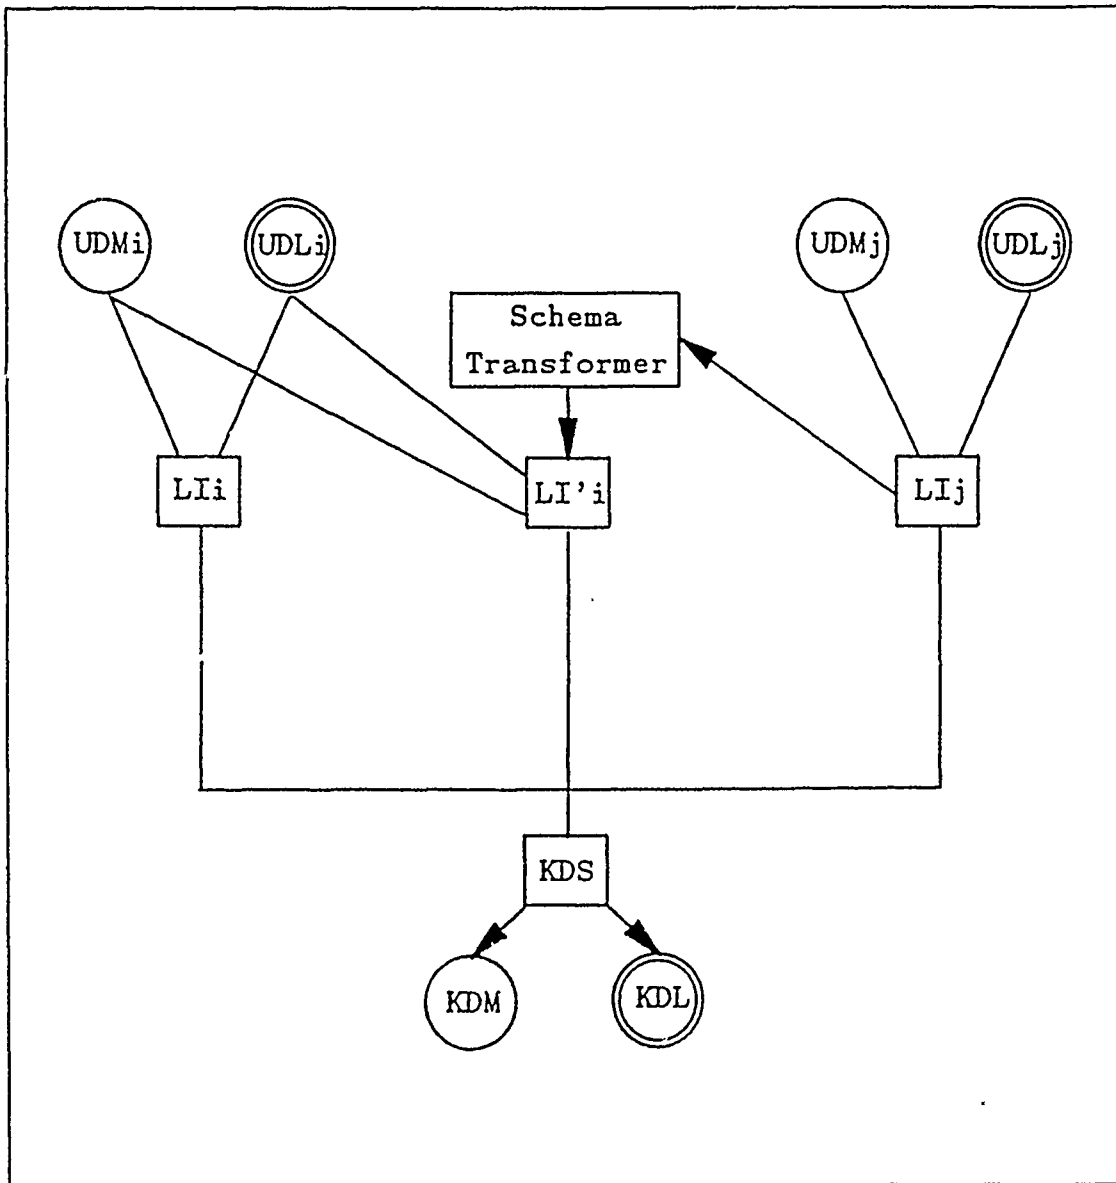 UDMi
UDLi
UDMj
UDLj
Schema
Transformer
LIi
LI'i
LIj
KDS
KDM
KDL